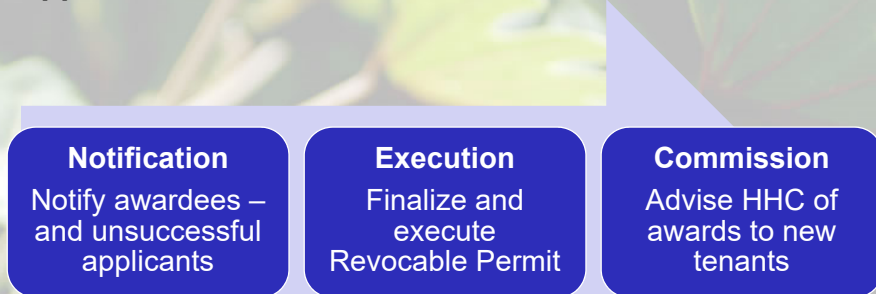 Notification
Notify awardees –
and unsuccessful
applicants
Execution
Finalize and
execute
Revocable Permit
Commission
Advise HHC of
awards to new
tenants